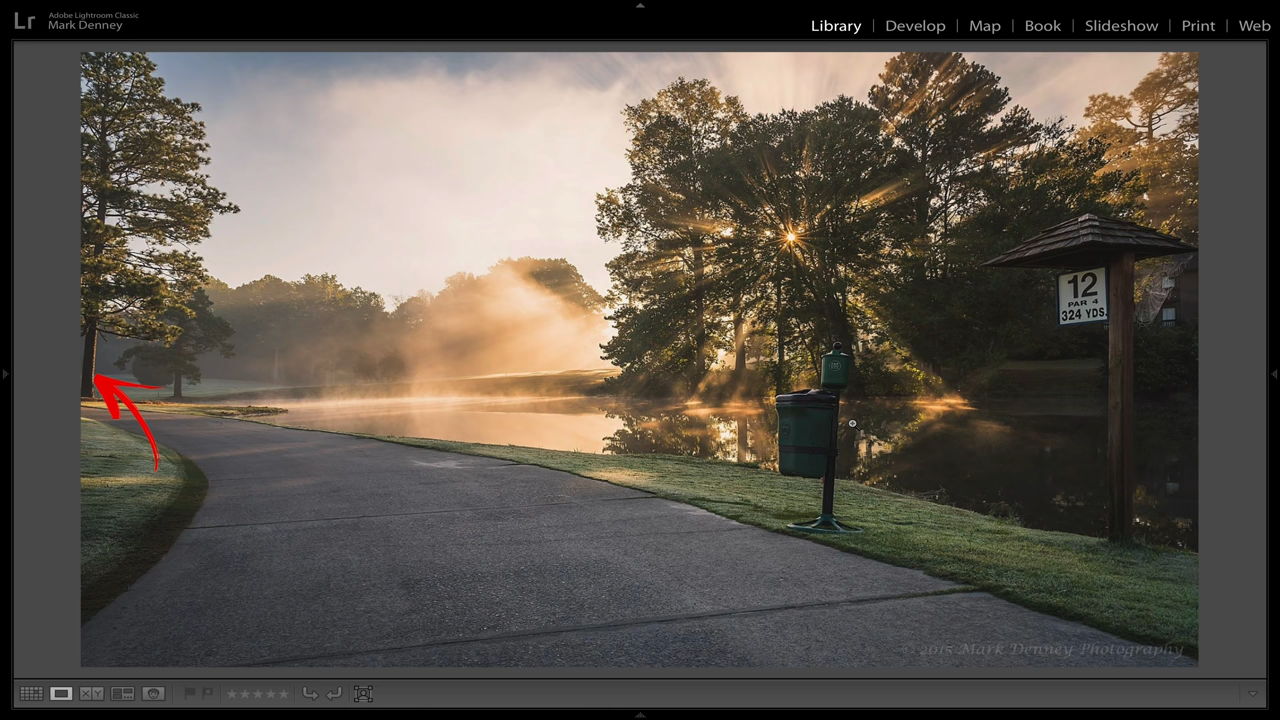 Lr
Adobe Lightroom Classic
Mark Denney
Library | Develop | Map | Book | Slideshow | Print | Web
12
PAR 4
324 YDS.
© 2015 Mark Denney Photography
XY